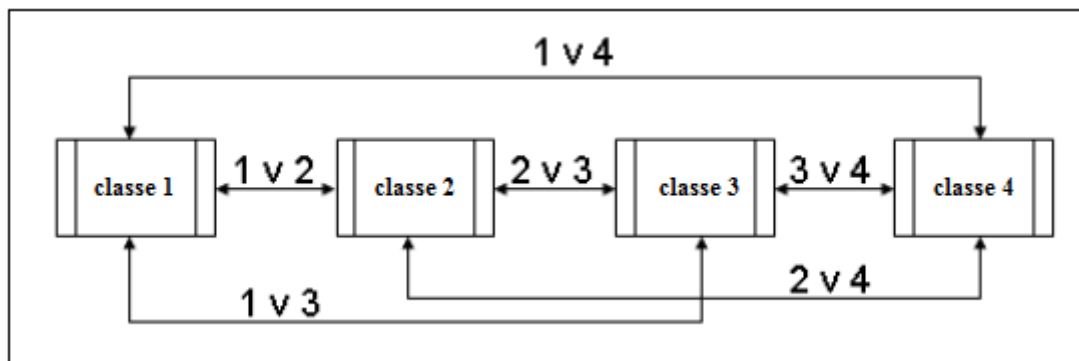 1 v 4
classe 1
1 v 2
classe 2
2 v 3
classe 3
3 v 4
classe 4
1 v 3
2 v 4